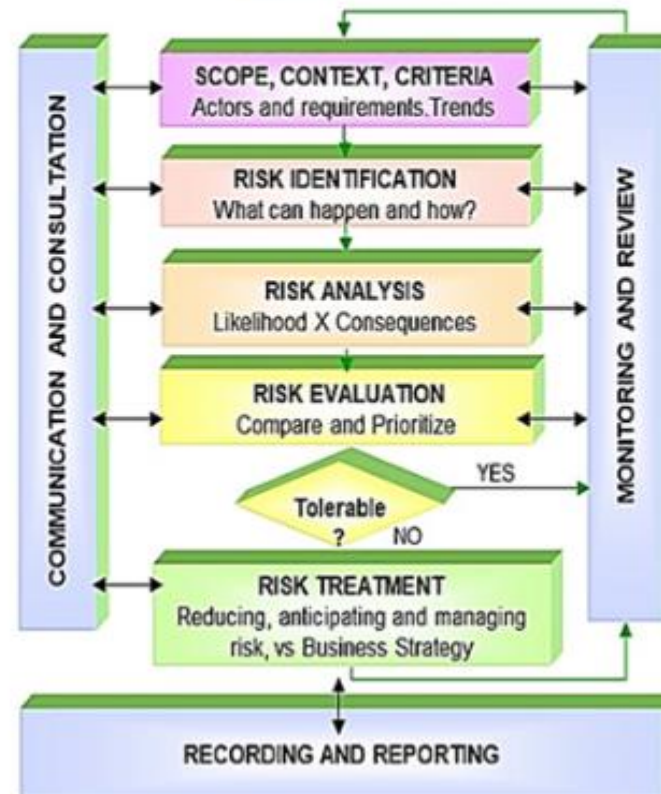 SCOPE, CONTEXT, CRITERIA
Actors and requirements.Trends
RISK IDENTIFICATION
What can happen and how?
RISK ANALYSIS
Likelihood X Consequences
RISK EVALUATION
Compare and Prioritize
YES
Tolerable
?
NO
RISK TREATMENT
Reducing, anticipating and managing
risk, vs Business Strategy
COMMUNICATION AND CONSULTATION
MONITORING AND REVIEW
RECORDING AND REPORTING